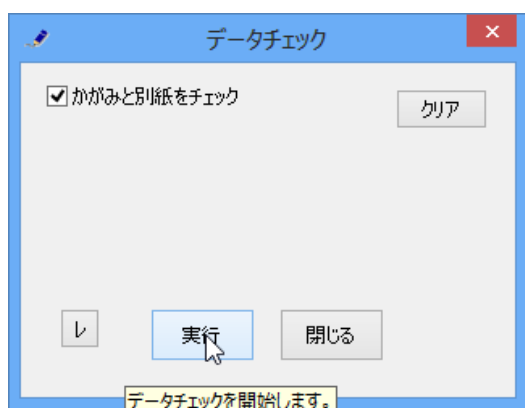 データチェック
かがみと別紙をチェック
クリア
レ
実行
閉じる
データチェックを開始します。